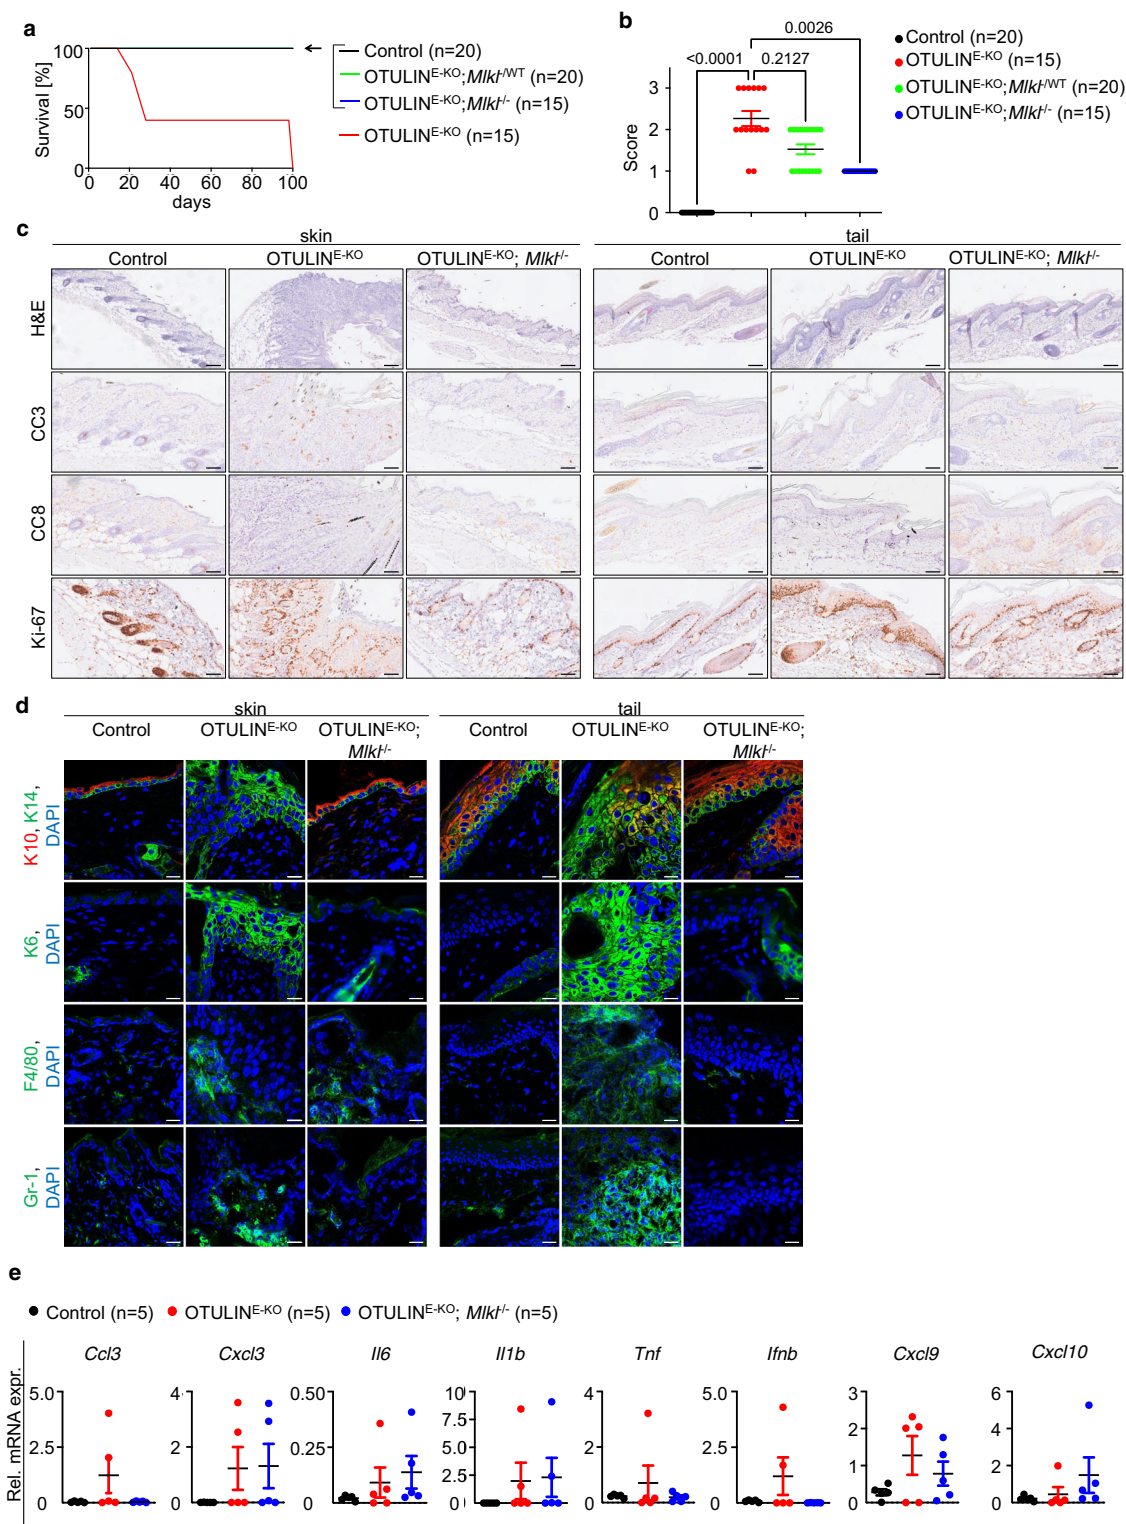 a
Survival [%]
100
50
0
0 20 40 60 80 100
days
Control (n=20)
OTULINE-KO;Mlkl-/WT (n=20)
OTULINE-KO;Mlkl-/- (n=15)
OTULINE-KO (n=15)
b
Score
3
2
1
0
0.0026
<0.0001 0.2127
Control (n=20)
OTULINE-KO (n=15)
OTULINE-KO;Mlkl-/WT (n=20)
OTULINE-KO;Mlkl-/- (n=15)
c
skin tail
Control OTULINE-KO OTULINE-KO; Mlkl-/- Control OTULINE-KO OTULINE-KO; Mlkl-/-
H&E
CC3
CC8
Ki-67
d
skin tail
Control OTULINE-KO OTULINE-KO; Mlkl-/- Control OTULINE-KO OTULINE-KO; Mlkl-/-
K10, K14, DAPI
K6, DAPI
F4/80, DAPI
Gr-1, DAPI
e
Control (n=5) OTULINE-KO (n=5) OTULINE-KO; Mlkl-/- (n=5)
Rel. mRNA expr.
Ccl3 Cxcl3 Il6 Il1b Tnf Ifnb Cxcl9 Cxcl10
5.0 4 0.50 10 5 5.0 3 6
7.5 2
2.5 2 0.25 5.0 2.5 4
2.5 1 2
0 0 0 0 0 0 0 0